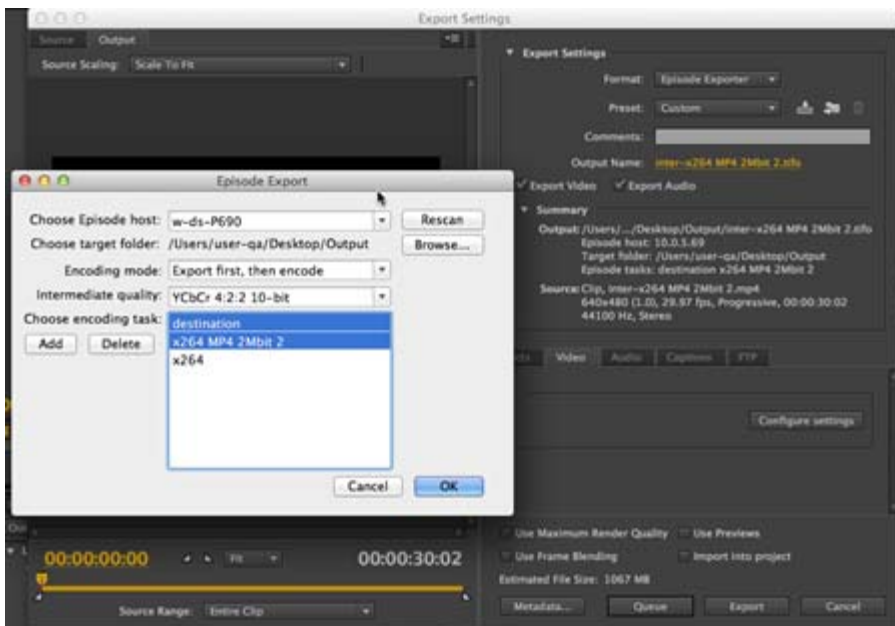 Export Settings
Source Output
Source Scaling: Scale To Fit
Export Settings
Format: Episode Exporter
Preset: Custom
Comments:
Output Name: inter-x264 MP4 2Mbit 2.tifo
Export Video Export Audio
Summary
Output: /Users/.../Desktop/Output/inter-x264 MP4 2Mbit 2.tifo
Episode host: 10.0.5.69
Target folder: /Users/user-qa/Desktop/Output
Episode tasks: destination x264 MP4 2Mbit 2
Source: Clip, inter-x264 MP4 2Mbit 2.mp4
640x480 (1.0), 29.97 fps, Progressive, 00:00:30:02
44100 Hz, Stereo
Video Audio Captions FTP
Configure settings
Episode Export
Choose Episode host: w-ds-P690 Rescan
Choose target folder: /Users/user-qa/Desktop/Output Browse...
Encoding mode: Export first, then encode
Intermediate quality: YCbCr 4:2:2 10-bit
Choose encoding task: destination
Add Delete x264 MP4 2Mbit 2
x264
Cancel OK
Use Maximum Render Quality Use Previews
Use Frame Blending Import into project
Estimated File Size: 1067 MB
Metadata... Queue Export Cancel
00:00:00:00 Fit 00:00:30:02
Source Range: Entire Clip